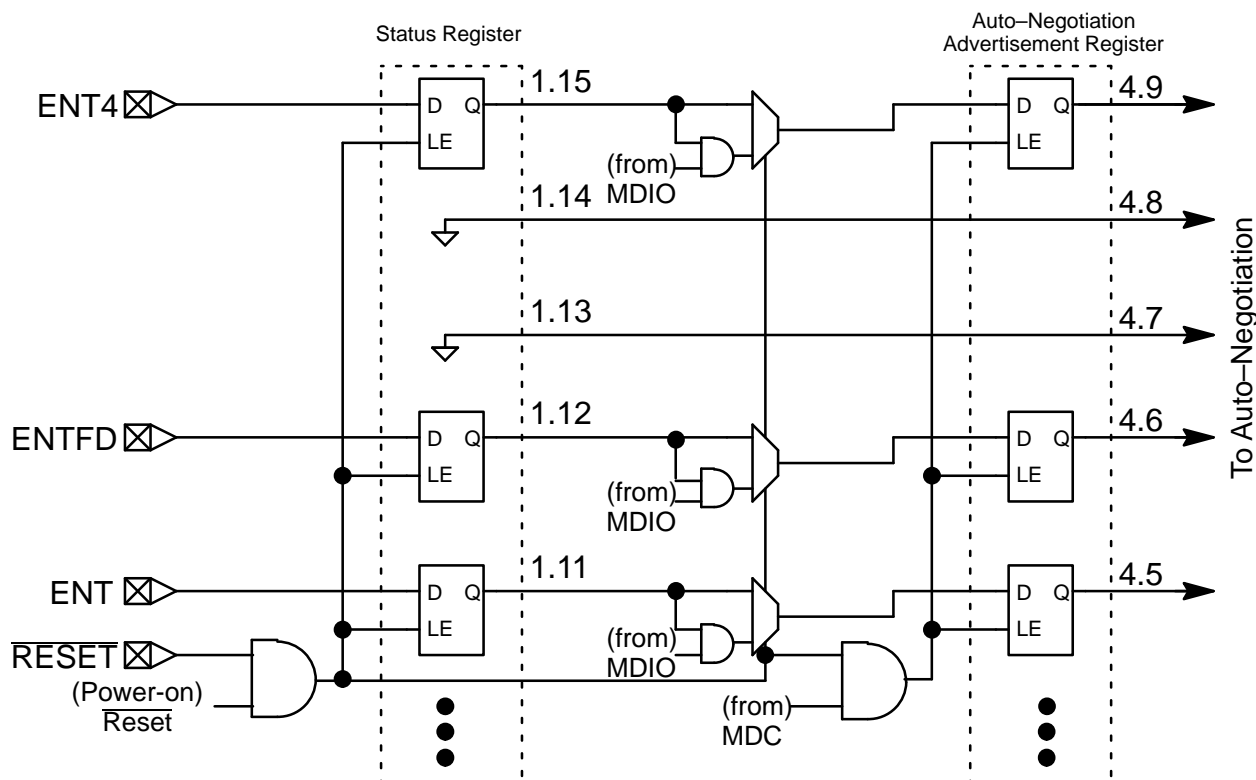 Status Register
Auto–Negotiation
Advertisement Register
ENT4
D Q
LE
1.15
(from)
MDIO
D Q
LE
4.9
1.14
4.8
1.13
4.7
To Auto–Negotiation
ENTFD
D Q
LE
1.12
(from)
MDIO
D Q
LE
4.6
ENT
D Q
LE
1.11
(from)
MDIO
D Q
LE
4.5
RESET
(Power-on)
Reset
(from)
MDC